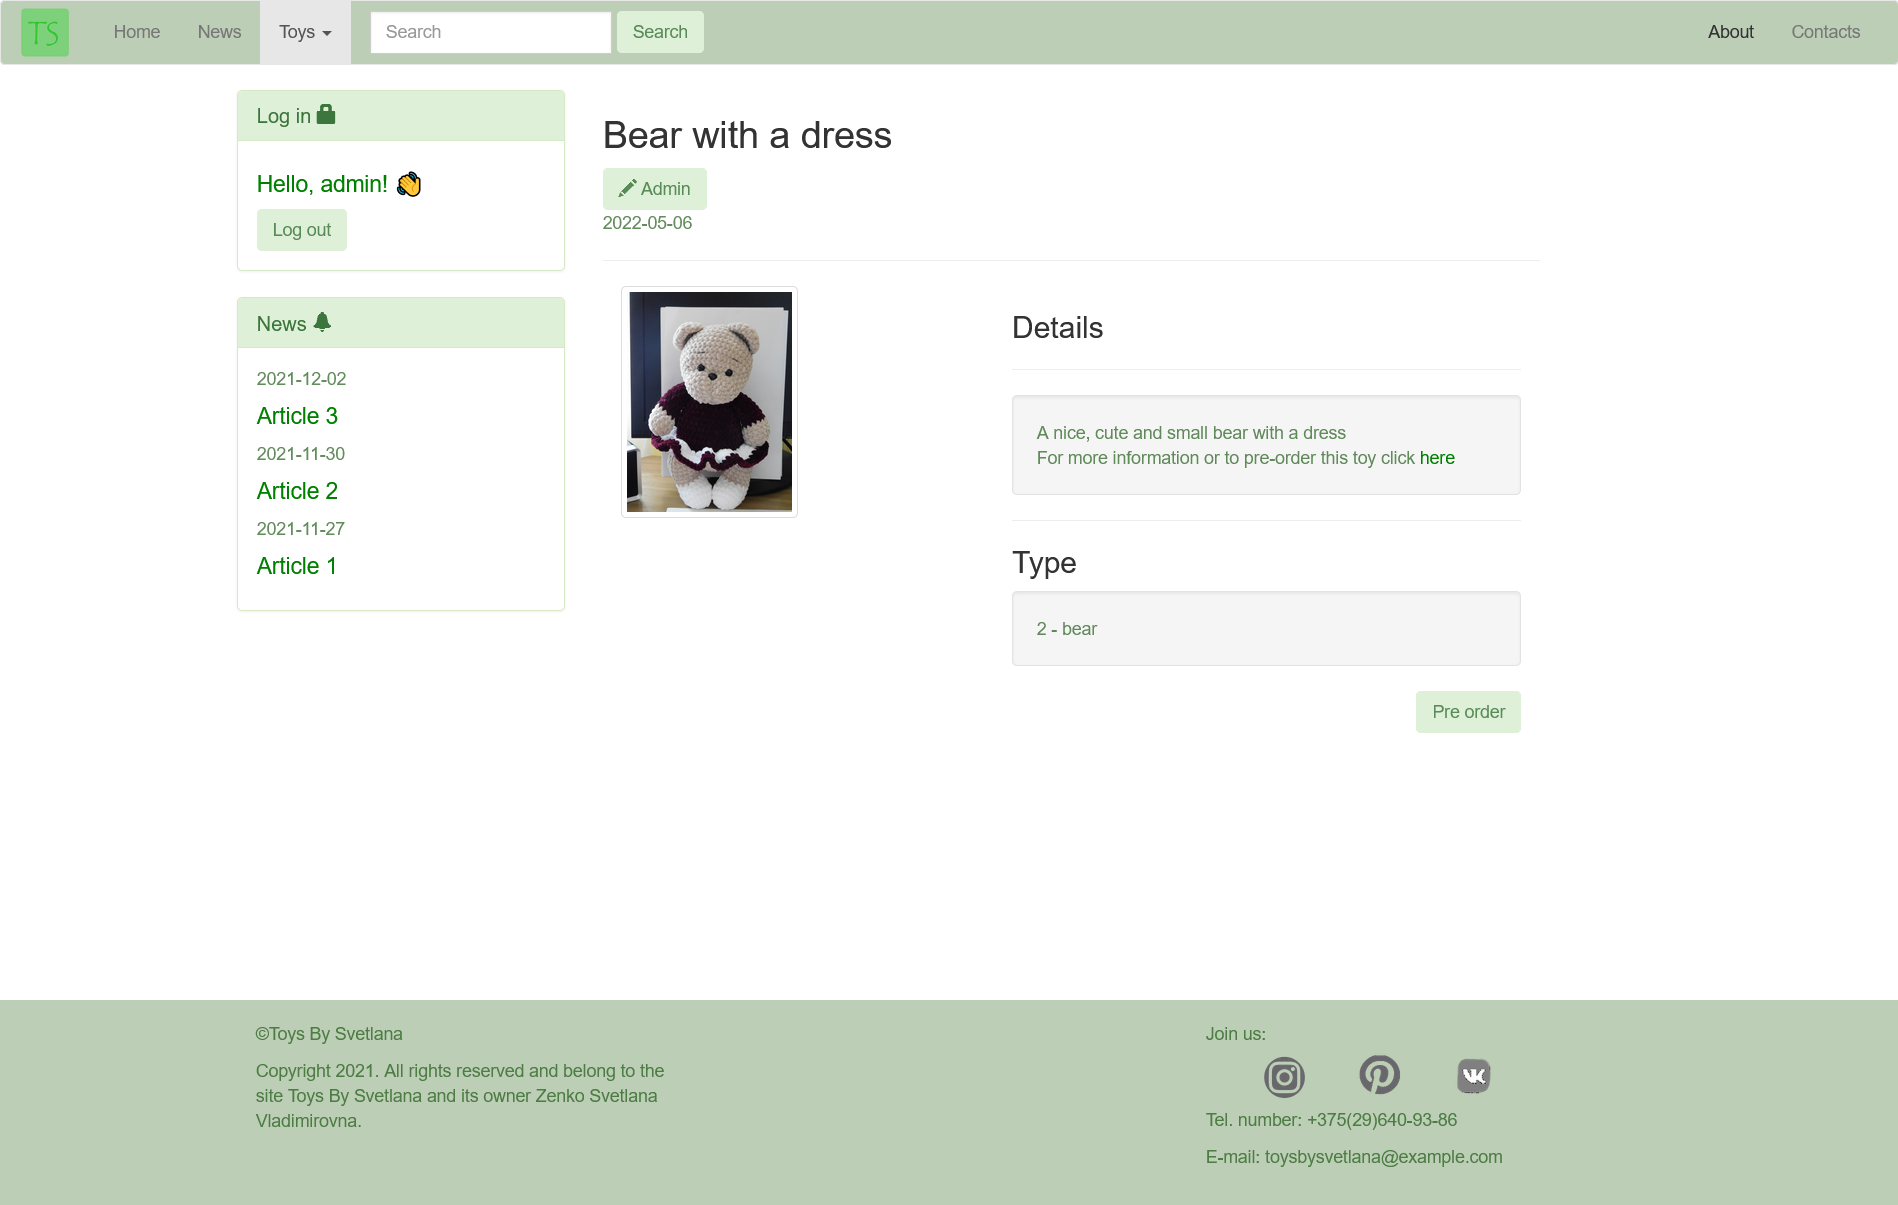 TS
Home
News
Toys
Search
Search
About
Contacts
Log in
Hello, admin! 👋
Log out
News
2021-12-02
Article 3
2021-11-30
Article 2
2021-11-27
Article 1
Bear with a dress
Admin
2022-05-06
Details
A nice, cute and small bear with a dress
For more information or to pre-order this toy click here
Type
2 - bear
Pre order
©Toys By Svetlana
Copyright 2021. All rights reserved and belong to the
site Toys By Svetlana and its owner Zenko Svetlana
Vladimirovna.
Join us:
Tel. number: +375(29)640-93-86
E-mail: toysbysvetlana@example.com